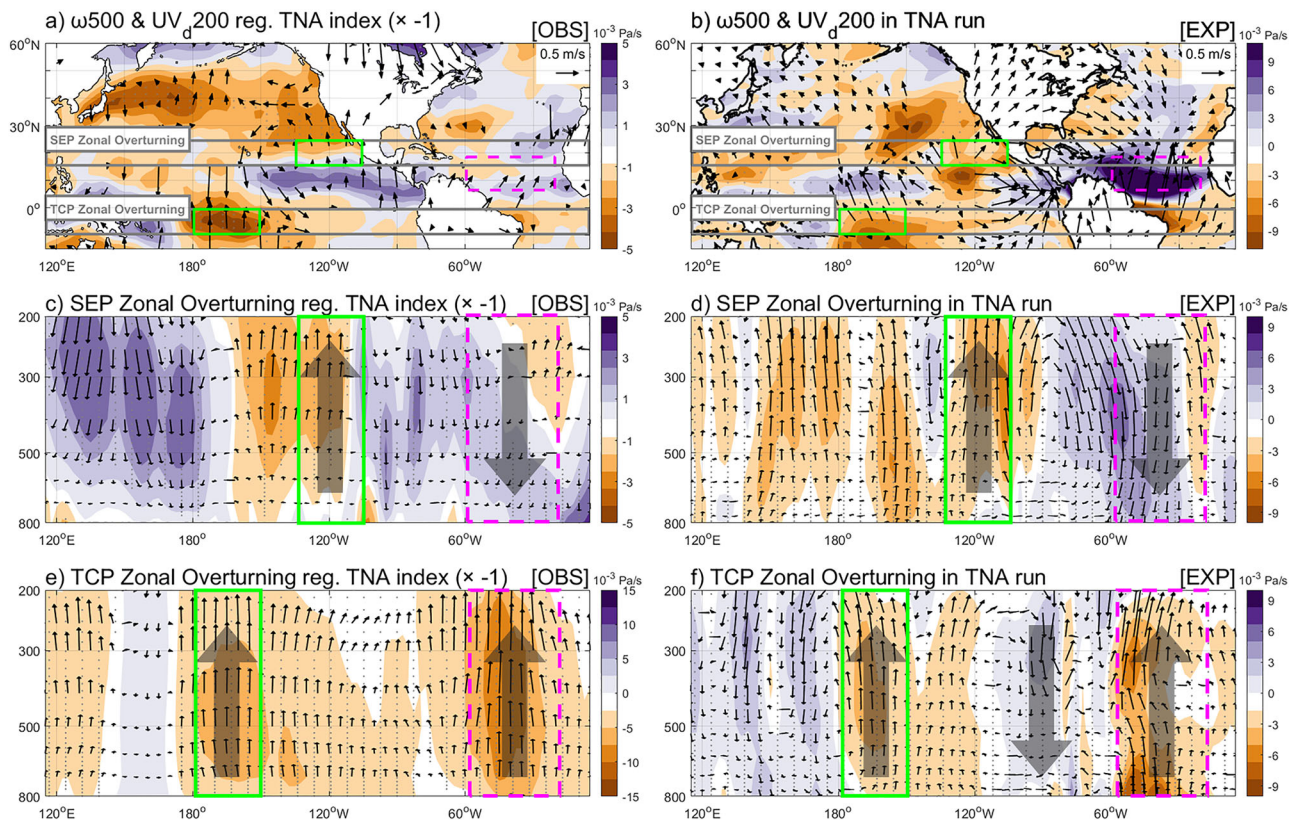 a) ω500 & UV_d200 reg. TNA index (× -1) [OBS]
10⁻³ Pa/s
60°N
30°N
0°
0.5 m/s
SEP Zonal Overturning
TCP Zonal Overturning
120°E 180° 120°W 60°W
5
3
1
0
-1
-3
-5
b) ω500 & UV_d200 in TNA run [EXP]
10⁻³ Pa/s
60°N
30°N
0°
0.5 m/s
SEP Zonal Overturning
TCP Zonal Overturning
120°E 180° 120°W 60°W
9
6
3
0
-3
-6
-9
c) SEP Zonal Overturning reg. TNA index (× -1) [OBS]
10⁻³ Pa/s
200
300
500
800
120°E 180° 120°W 60°W
5
3
1
0
-1
-3
-5
d) SEP Zonal Overturning in TNA run [EXP]
10⁻³ Pa/s
200
300
500
800
120°E 180° 120°W 60°W
9
6
3
0
-3
-6
-9
e) TCP Zonal Overturning reg. TNA index (× -1) [OBS]
10⁻³ Pa/s
200
300
500
800
120°E 180° 120°W 60°W
15
10
5
0
-5
-10
-15
f) TCP Zonal Overturning in TNA run [EXP]
10⁻³ Pa/s
200
300
500
800
120°E 180° 120°W 60°W
9
6
3
0
-3
-6
-9